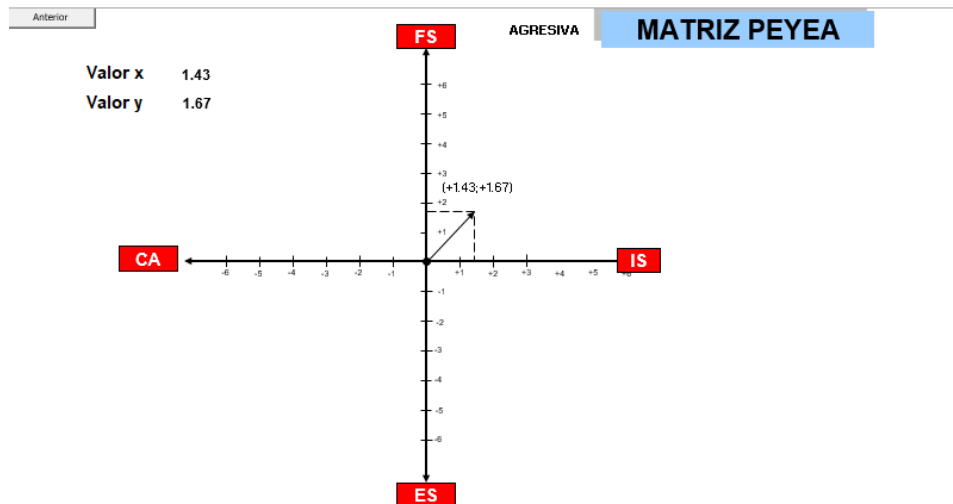 Anterior
FS
AGRESIVA
MATRIZ PEYEA
Valor x 1.43
Valor y 1.67
+6
+5
+4
+3
(+1.43;+1.67)
+2
+1
CA
IS
-6 -5 -4 -3 -2 -1 +1 +2 +3 +4 +5
-1
-2
-3
-4
-5
-6
ES